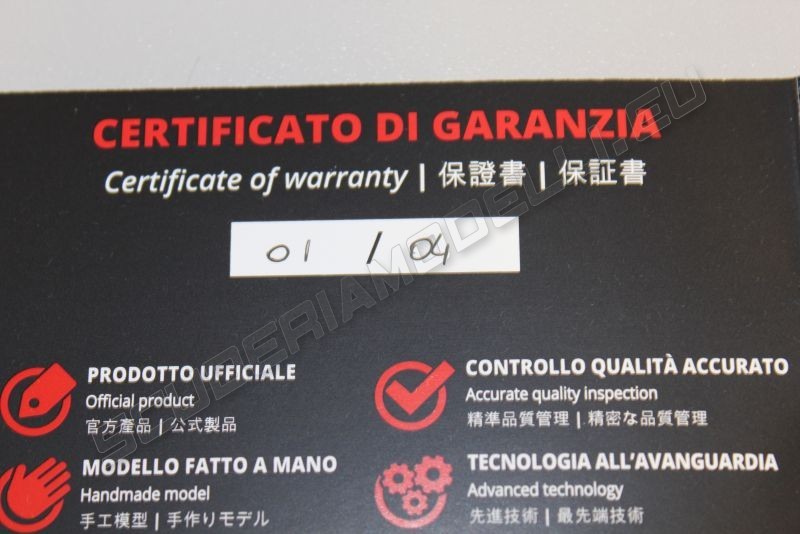 CERTIFICATO DI GARANZIA
Certificate of warranty | 保證書 | 保証書
01 / 04
PRODOTTO UFFICIALE
Official product
官方產品 | 公式製品
CONTROLLO QUALITÀ ACCURATO
Accurate quality inspection
精準品質管理 | 精密な品質管理
MODELLO FATTO A MANO
Handmade model
手工模型 | 手作りモデル
TECNOLOGIA ALL'AVANGUARDIA
Advanced technology
先進技術 | 最先端技術
SCUDERIAMODELLI.EU